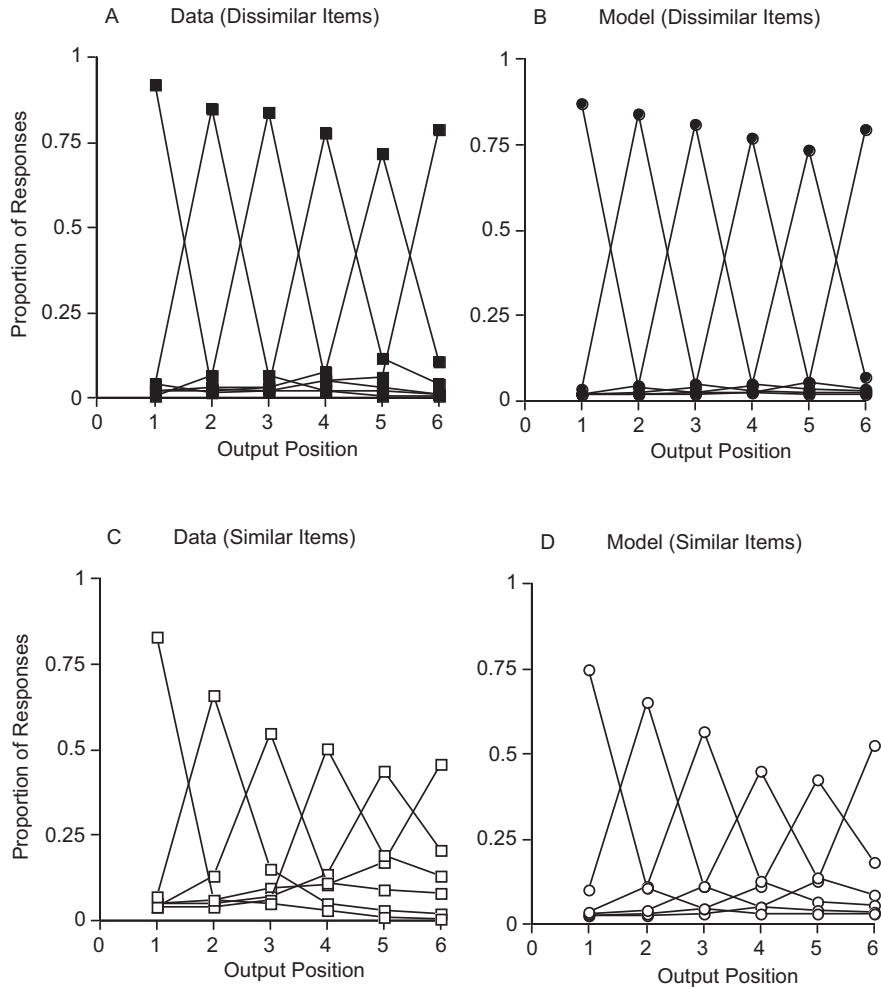 A Data (Dissimilar Items)
1
0.75
0.5
0.25
0
Proportion of Responses
0 1 2 3 4 5 6
Output Position
B Model (Dissimilar Items)
1
0.75
0.5
0.25
0
0 1 2 3 4 5 6
Output Position
C Data (Similar Items)
1
0.75
0.5
0.25
0
Proportion of Responses
0 1 2 3 4 5 6
Output Position
D Model (Similar Items)
1
0.75
0.5
0.25
0
0 1 2 3 4 5 6
Output Position